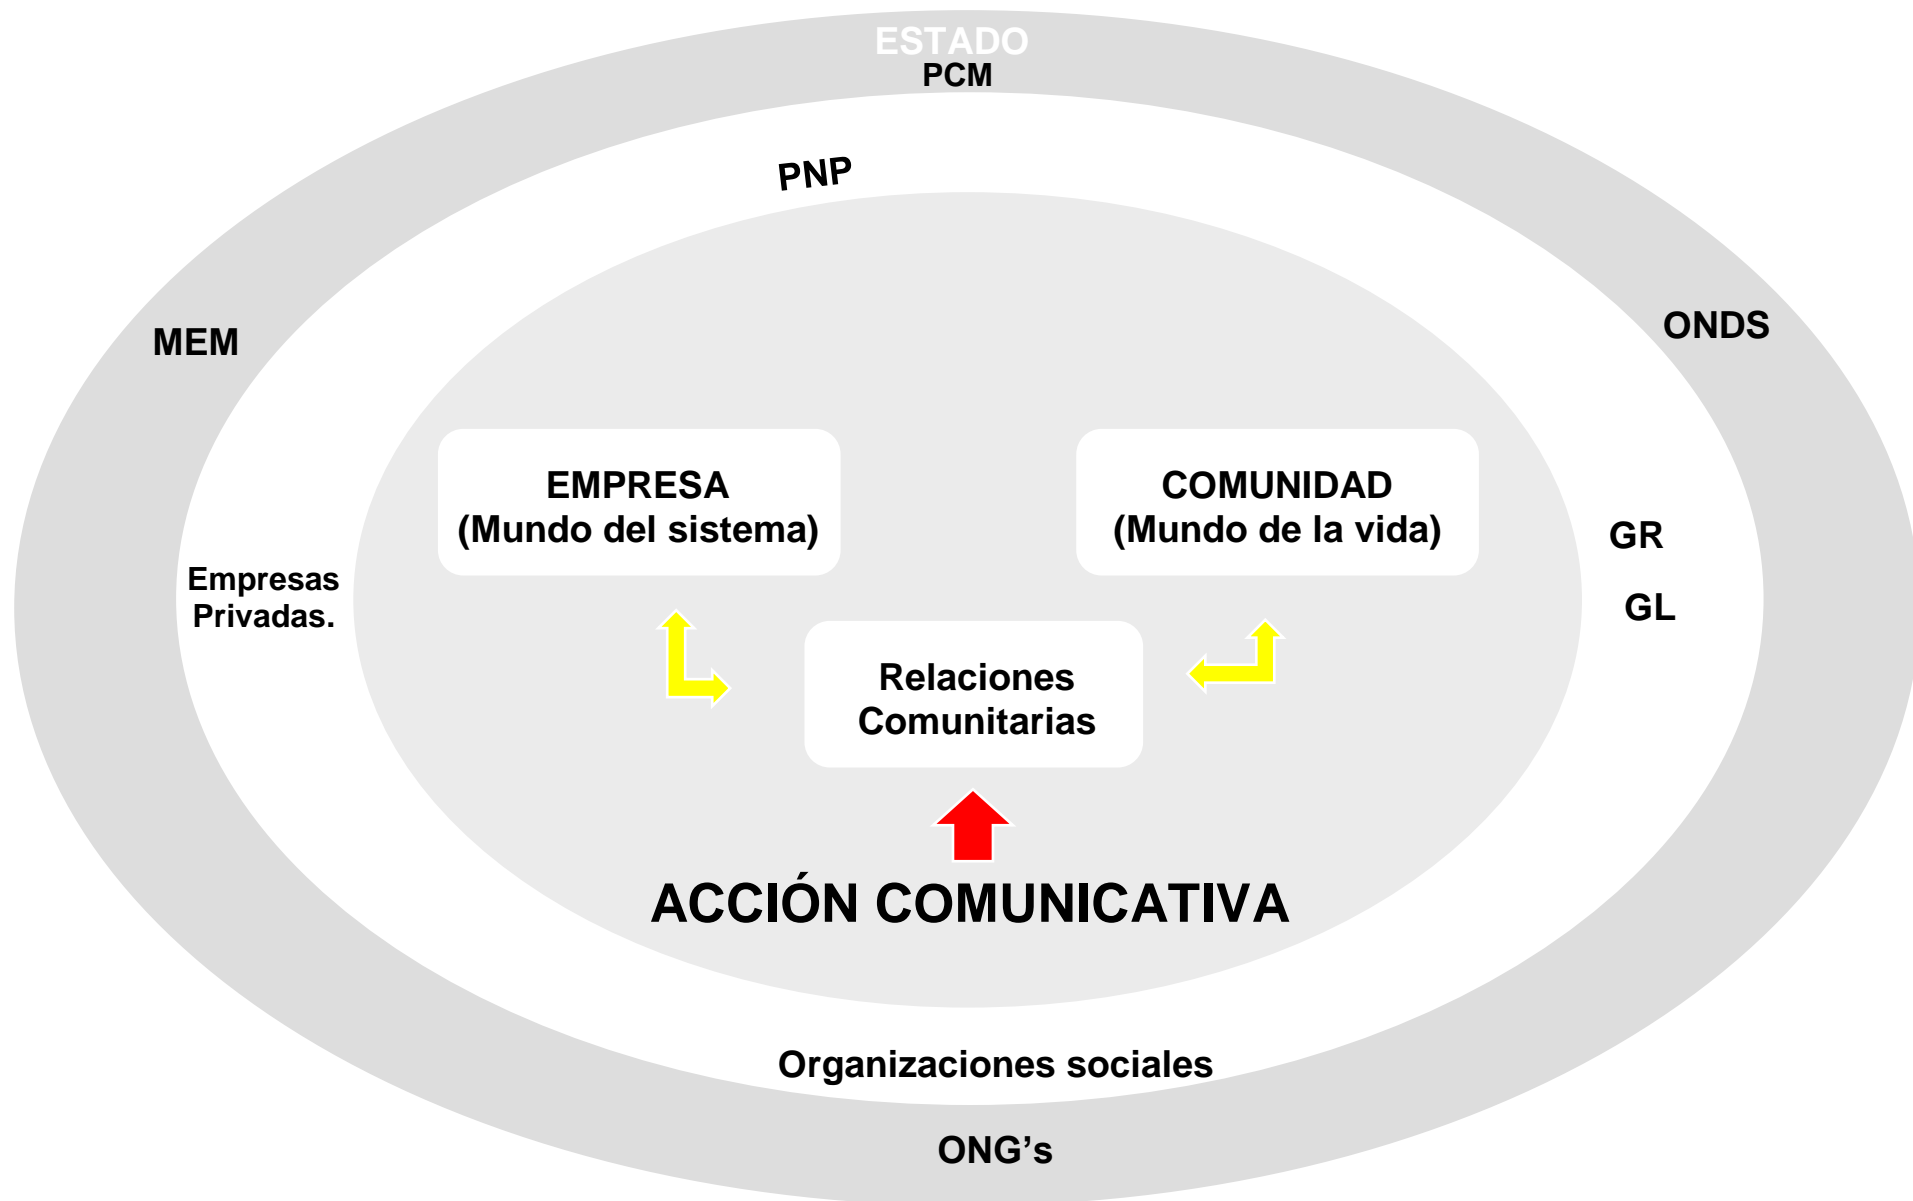 ESTADO
PCM
PNP
MEM
ONDS
EMPRESA
(Mundo del sistema)
COMUNIDAD
(Mundo de la vida)
GR
GL
Empresas
Privadas.
Relaciones
Comunitarias
ACCIÓN COMUNICATIVA
Organizaciones sociales
ONG’s